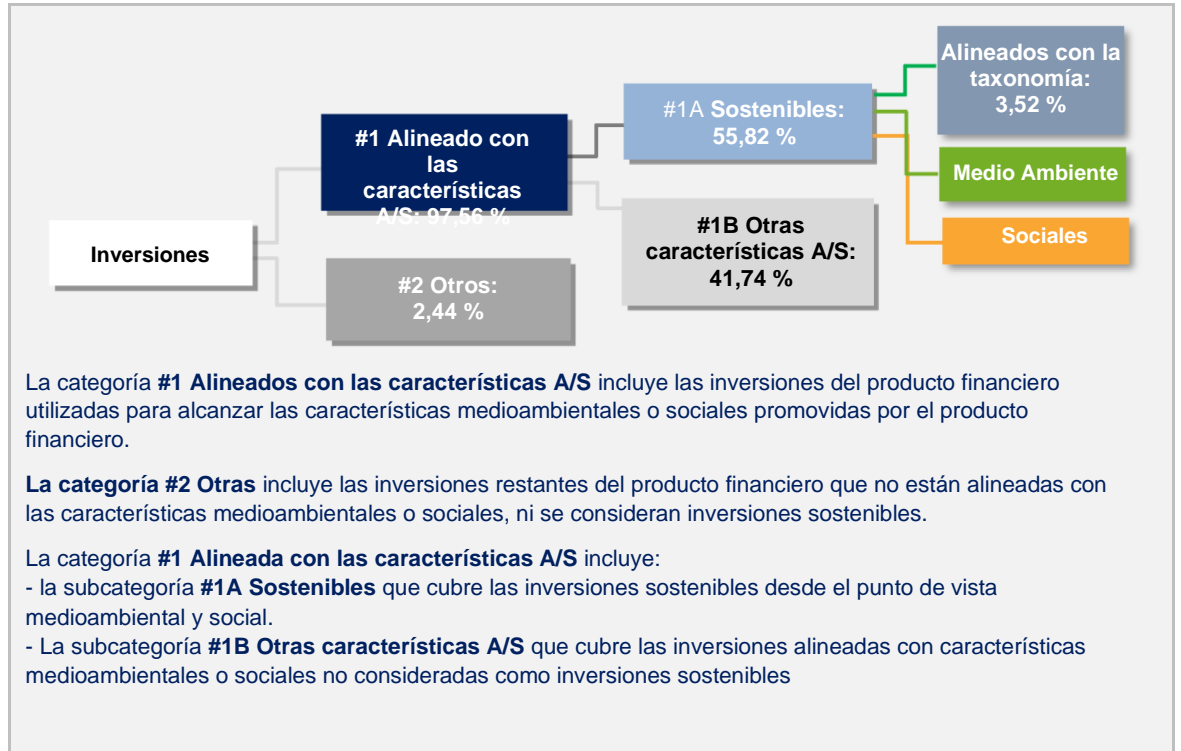 Inversiones
#1 Alineado con
las
características
A/S: 97,56 %
#2 Otros:
2,44 %
#1A Sostenibles:
55,82 %
#1B Otras
características A/S:
41,74 %
Alineados con la
taxonomía:
3,52 %
Medio Ambiente
Sociales
La categoría #1 Alineados con las características A/S incluye las inversiones del producto financiero
utilizadas para alcanzar las características medioambientales o sociales promovidas por el producto
financiero.
La categoría #2 Otras incluye las inversiones restantes del producto financiero que no están alineadas con
las características medioambientales o sociales, ni se consideran inversiones sostenibles.
La categoría #1 Alineada con las características A/S incluye:
- la subcategoría #1A Sostenibles que cubre las inversiones sostenibles desde el punto de vista
medioambiental y social.
- La subcategoría #1B Otras características A/S que cubre las inversiones alineadas con características
medioambientales o sociales no consideradas como inversiones sostenibles